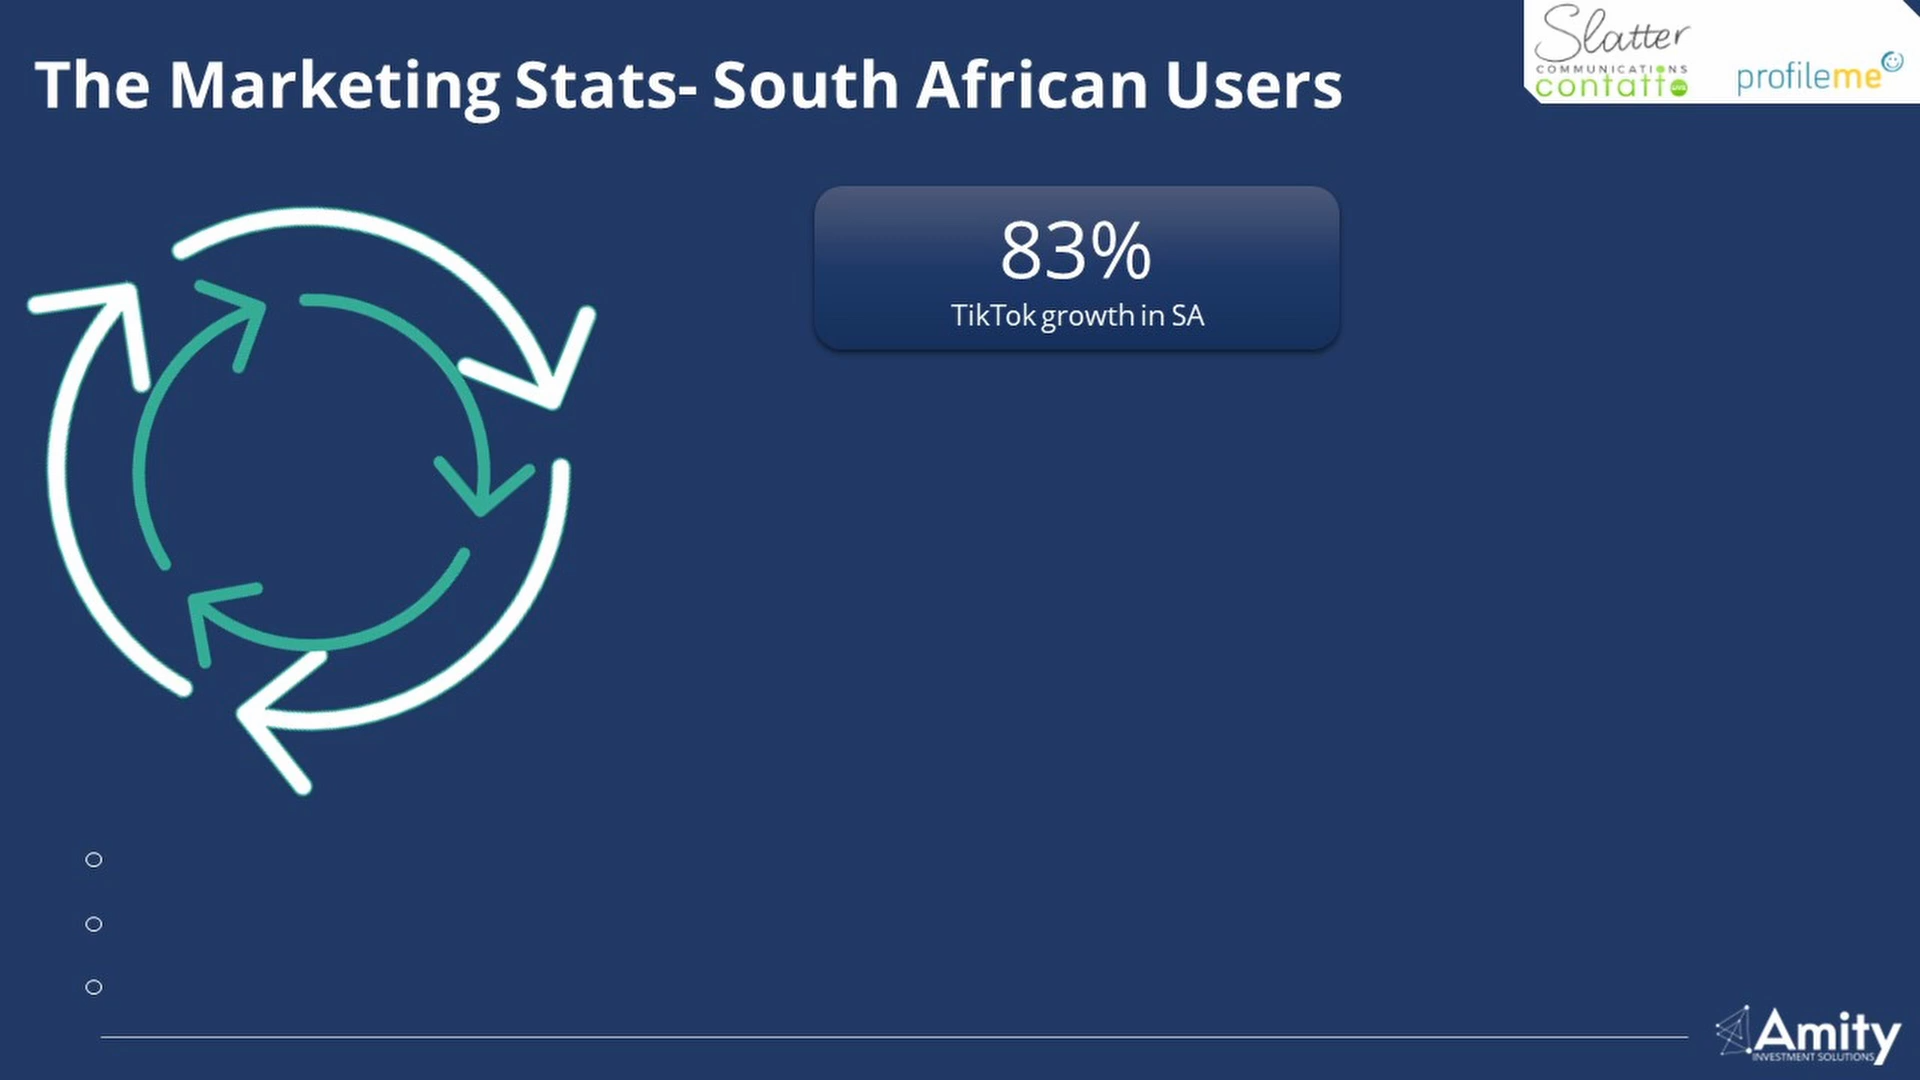 The Marketing Stats- South African Users
Slatter
COMMUNICATIONS
contatto
profileme
83%
TikTok growth in SA
Amity
INVESTMENT SOLUTIONS